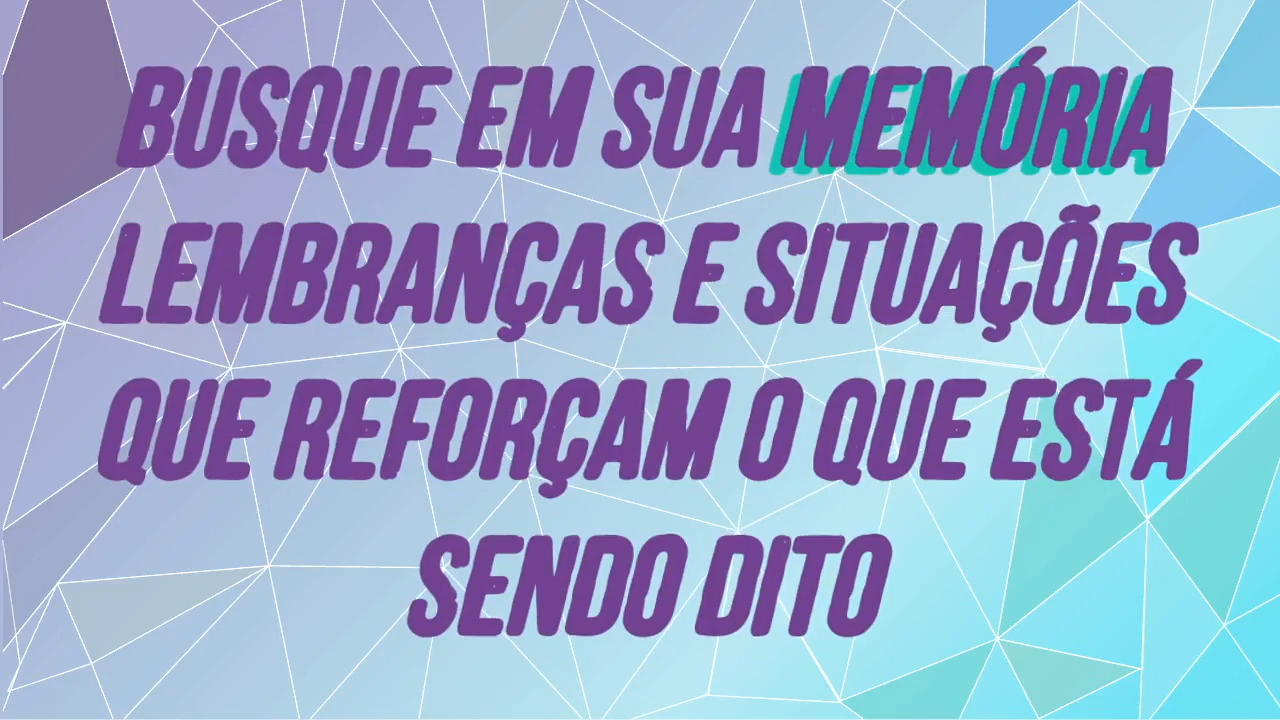 BUSQUE EM SUA MEMÓRIA
LEMBRANÇAS E SITUAÇÕES
QUE REFORÇAM O QUE ESTÁ
SENDO DITO